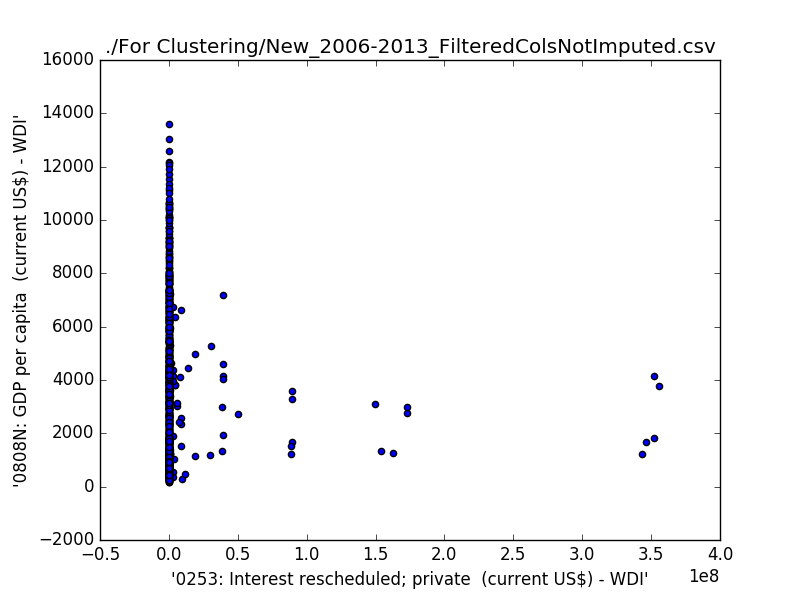 ./For Clustering/New_2006-2013_FilteredColsNotImputed.csv
16000
14000
12000
10000
8000
6000
4000
2000
0
−2000
'0808N: GDP per capita  (current US$) - WDI'
−0.5 0.0 0.5 1.0 1.5 2.0 2.5 3.0 3.5 4.0
1e8
'0253: Interest rescheduled; private  (current US$) - WDI'